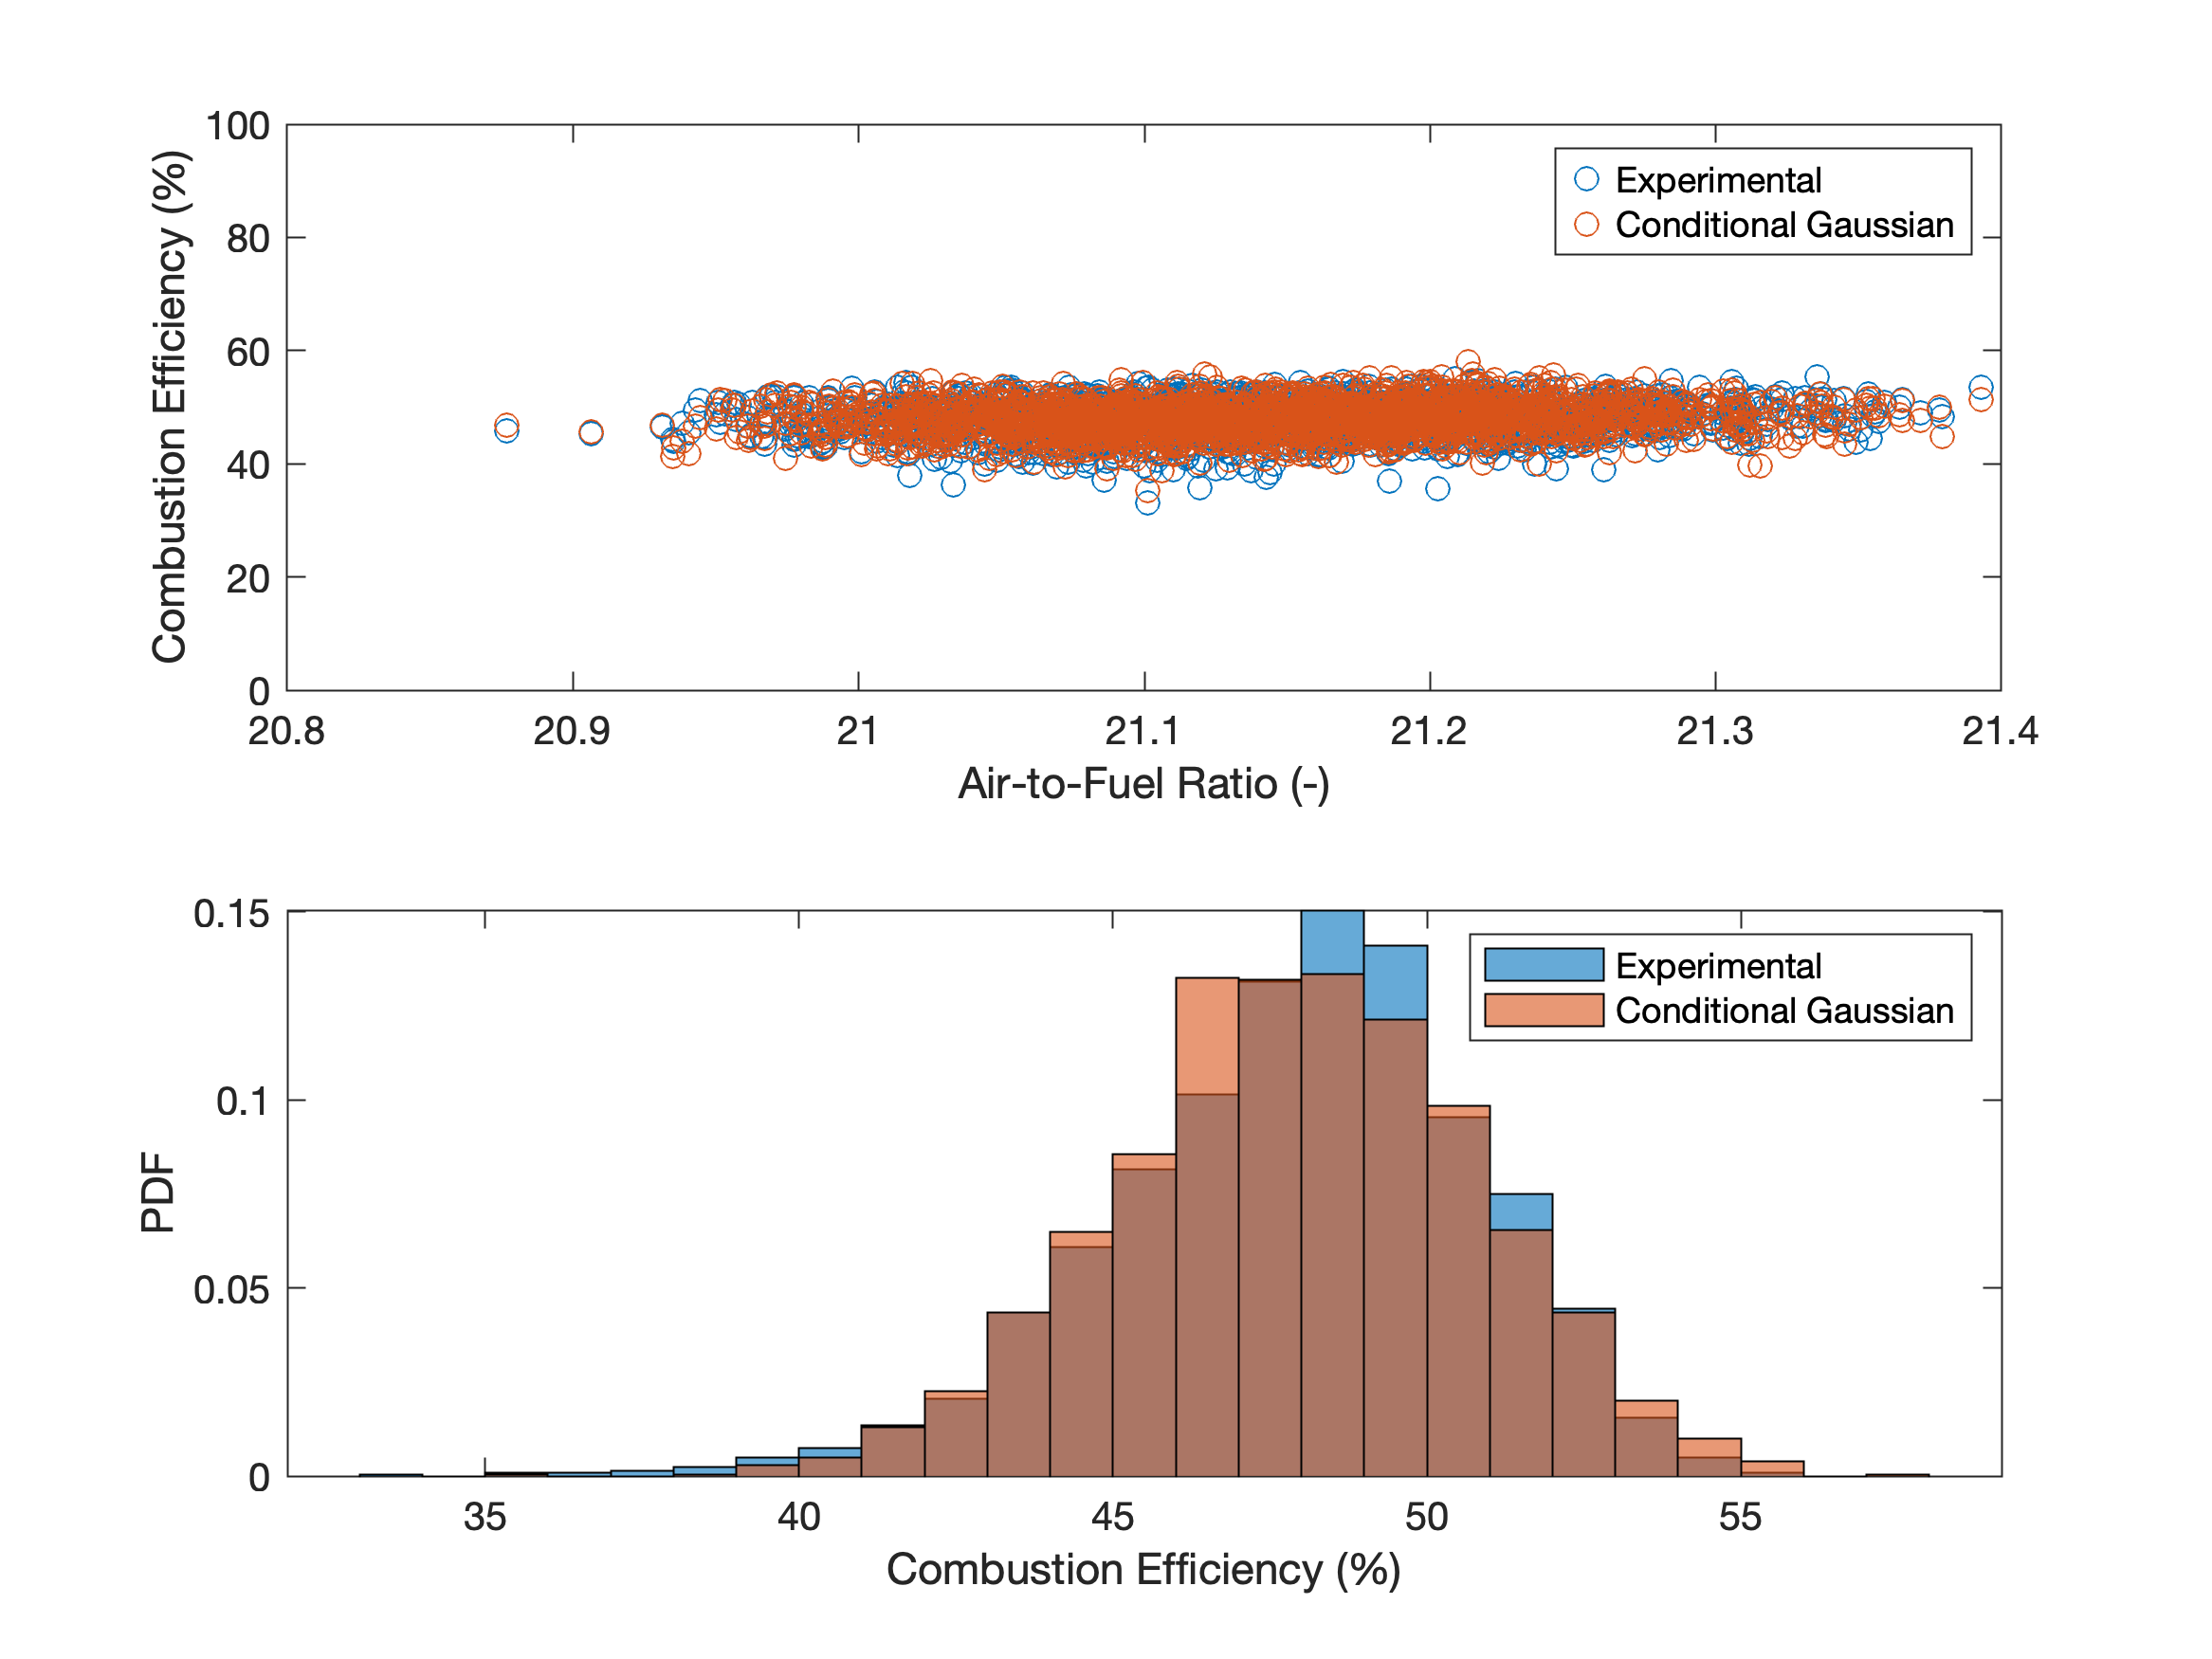 100
80
60
40
20
0
Combustion Efficiency (%)
Experimental
Conditional Gaussian
20.8 20.9 21 21.1 21.2 21.3 21.4
Air-to-Fuel Ratio (-)
0.15
0.1
0.05
0
PDF
Experimental
Conditional Gaussian
35 40 45 50 55
Combustion Efficiency (%)